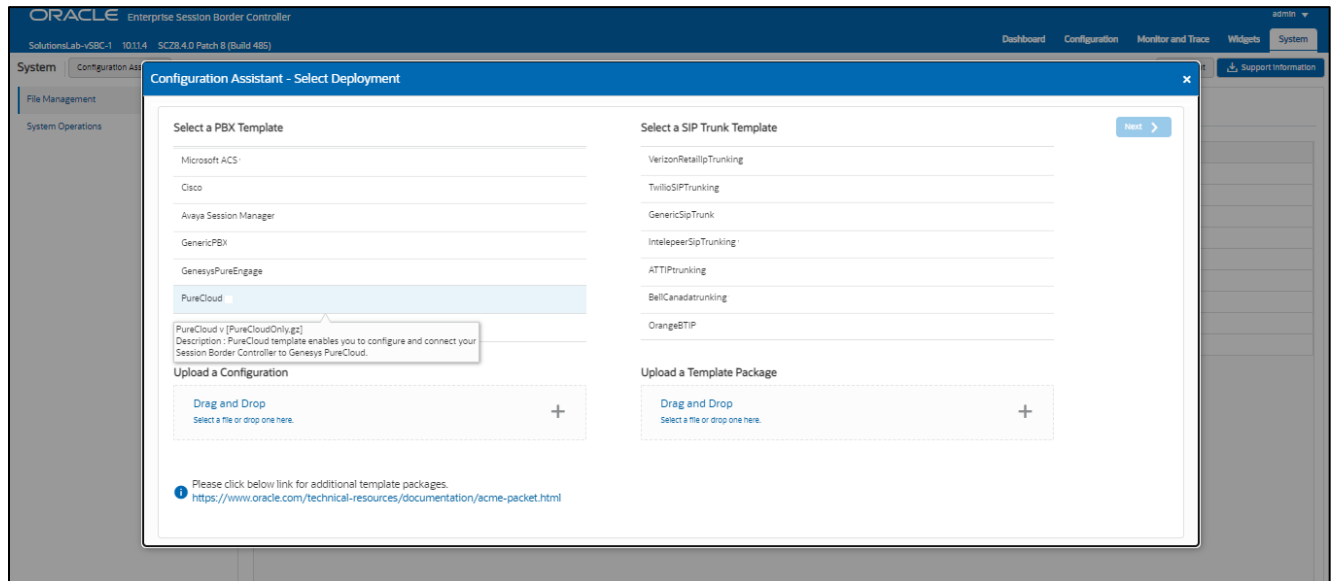 ORACLE Enterprise Session Border Controller
admin
SolutionsLab-vSBC-1 10.1.1.4 SCZ8.4.0 Patch 8 (Build 485)
Dashboard Configuration Monitor and Trace Widgets System
System Configuration Ass
Support Information
Configuration Assistant - Select Deployment
File Management
System Operations
Select a PBX Template
Microsoft ACS
Cisco
Avaya Session Manager
GenericPBX
GenesysPureEngage
PureCloud
PureCloud v [PureCloudOnly.gz]
Description : PureCloud template enables you to configure and connect your
Session Border Controller to Genesys PureCloud.
Select a SIP Trunk Template
Next
VerizonRetailIpTrunking
TwilioSIPTrunking
GenericSipTrunk
IntelepeerSipTrunking
ATTIPtrunking
BellCanadatrunking
OrangeBTIP
Upload a Configuration
Drag and Drop
Select a file or drop one here.
Upload a Template Package
Drag and Drop
Select a file or drop one here.
Please click below link for additional template packages.
https://www.oracle.com/technical-resources/documentation/acme-packet.html